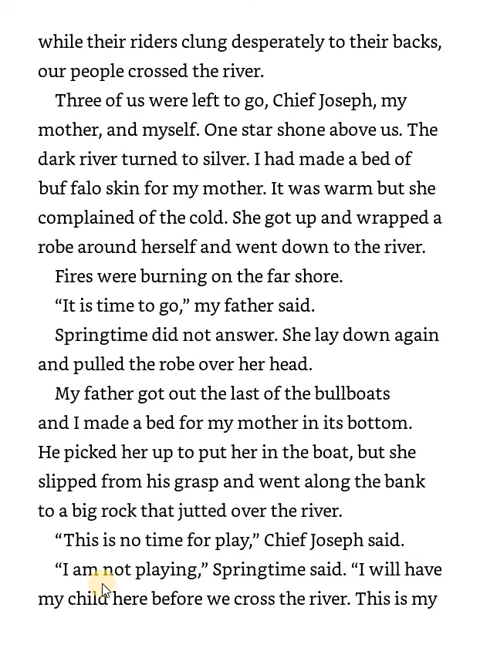 while their riders clung desperately to their backs,
our people crossed the river.
Three of us were left to go, Chief Joseph, my
mother, and myself. One star shone above us. The
dark river turned to silver. I had made a bed of
buf falo skin for my mother. It was warm but she
complained of the cold. She got up and wrapped a
robe around herself and went down to the river.
Fires were burning on the far shore.
“It is time to go,” my father said.
Springtime did not answer. She lay down again
and pulled the robe over her head.
My father got out the last of the bullboats
and I made a bed for my mother in its bottom.
He picked her up to put her in the boat, but she
slipped from his grasp and went along the bank
to a big rock that jutted over the river.
“This is no time for play,” Chief Joseph said.
“I am not playing,” Springtime said. “I will have
my child here before we cross the river. This is my